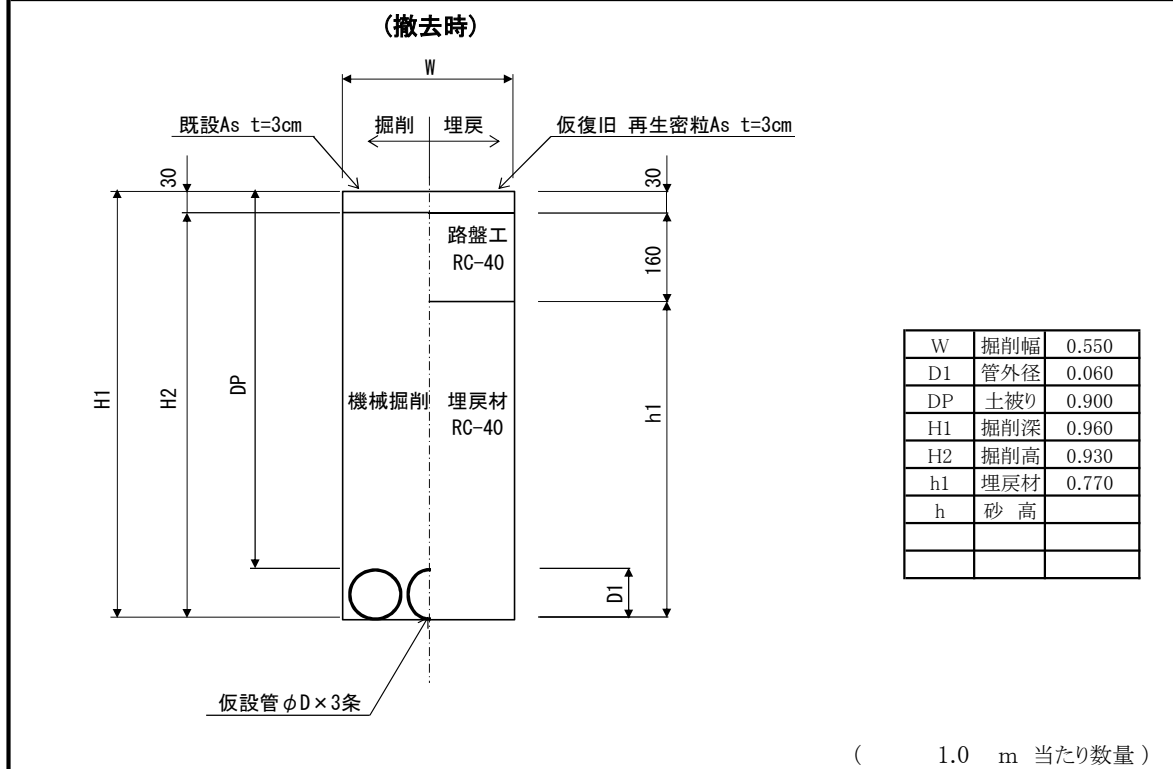 (撤去時)
W
既設As t=3cm
掘削 埋戻
仮復旧 再生密粒As t=3cm
30
30
路盤工
RC-40
160
H1
H2
DP
機械掘削
埋戻材
RC-40
h1
D1
仮設管φD×3条
W 掘削幅 0.550
D1 管外径 0.060
DP 土被り 0.900
H1 掘削深 0.960
H2 掘削高 0.930
h1 埋戻材 0.770
h 砂 高
( 1.0 m 当たり数量 )